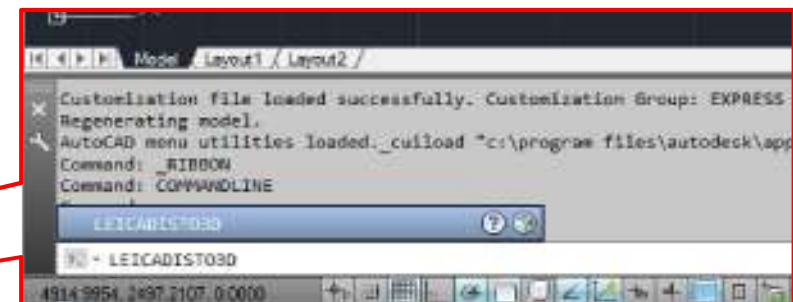 Model / Layout1 / Layout2 /
Customization file loaded successfully. Customization Group: EXPRESS
Regenerating model.
AutoCAD menu utilities loaded._cuiload "c:\program files\autodesk\app
Command: _RIBBON
Command: COMMANDLINE
LEICADISTO3D
- LEICADISTO3D
4914.9954, 2497.2107, 0.0000